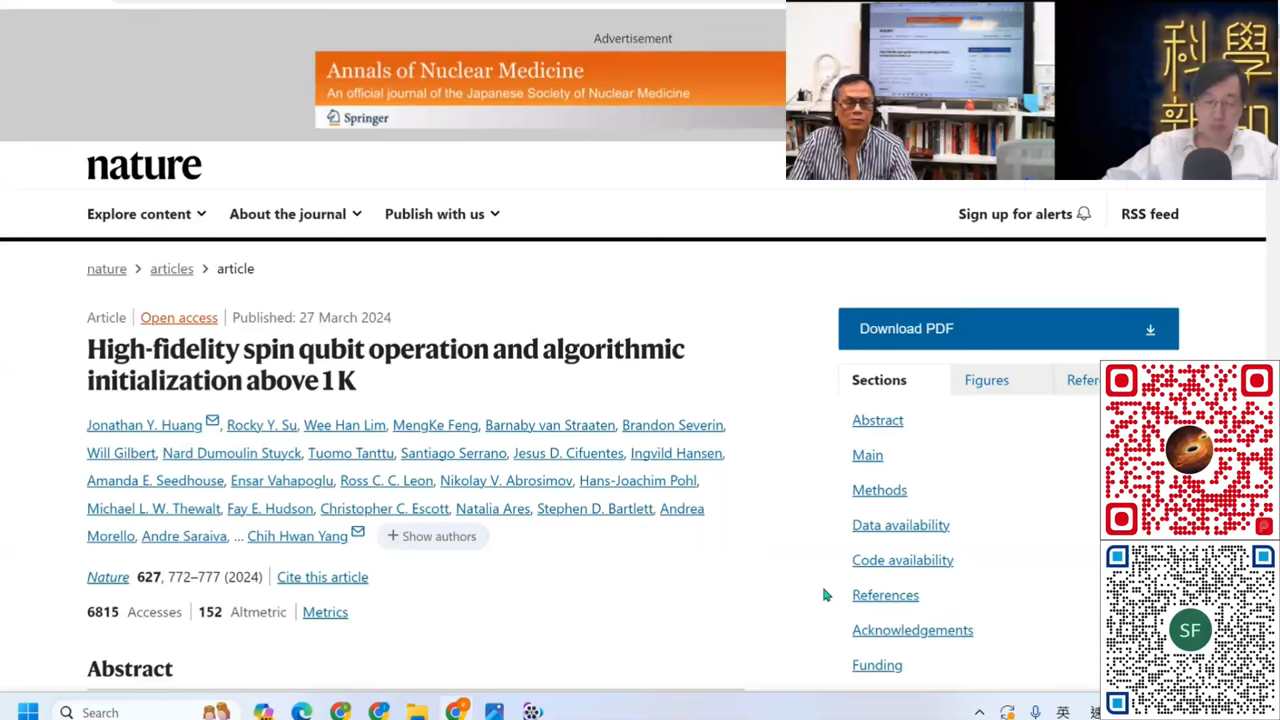 Advertisement
Annals of Nuclear Medicine
An official journal of the Japanese Society of Nuclear Medicine
Springer
科學
新知
nature
Explore content
About the journal
Publish with us
Sign up for alerts
RSS feed
nature > articles > article
Article | Open access | Published: 27 March 2024
High-fidelity spin qubit operation and algorithmic
initialization above 1 K
Jonathan Y. Huang, Rocky Y. Su, Wee Han Lim, MengKe Feng, Barnaby van Straaten, Brandon Severin,
Will Gilbert, Nard Dumoulin Stuyck, Tuomo Tanttu, Santiago Serrano, Jesus D. Cifuentes, Ingvild Hansen,
Amanda E. Seedhouse, Ensar Vahapoglu, Ross C. C. Leon, Nikolay V. Abrosimov, Hans-Joachim Pohl,
Michael L. W. Thewalt, Fay E. Hudson, Christopher C. Escott, Natalia Ares, Stephen D. Bartlett, Andrea
Morello, Andre Saraiva, ... Chih Hwan Yang + Show authors
Nature 627, 772–777 (2024) | Cite this article
6815 Accesses | 152 Altmetric | Metrics
Abstract
Download PDF
Sections
Figures
Refer
Abstract
Main
Methods
Data availability
Code availability
References
Acknowledgements
Funding
SF
Search
英